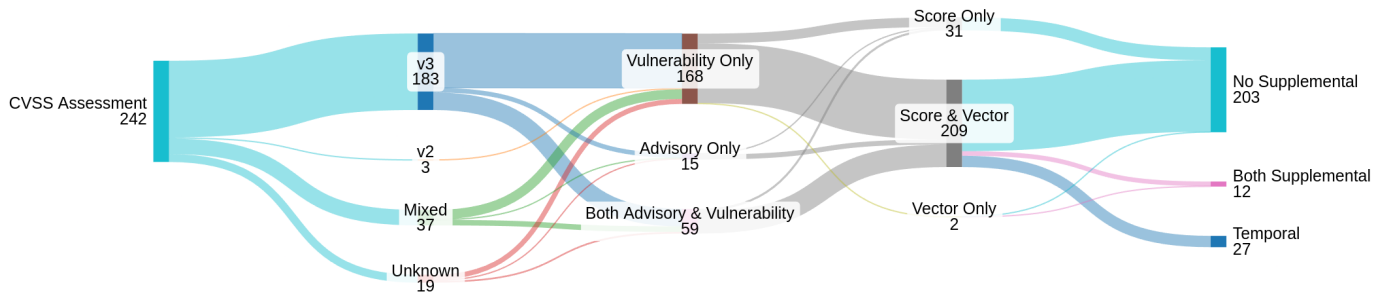 CVSS Assessment
242
v3
183
v2
3
Mixed
37
Unknown
19
Vulnerability Only
168
Advisory Only
15
Both Advisory & Vulnerability
59
Score Only
31
Score & Vector
209
Vector Only
2
No Supplemental
203
Both Supplemental
12
Temporal
27